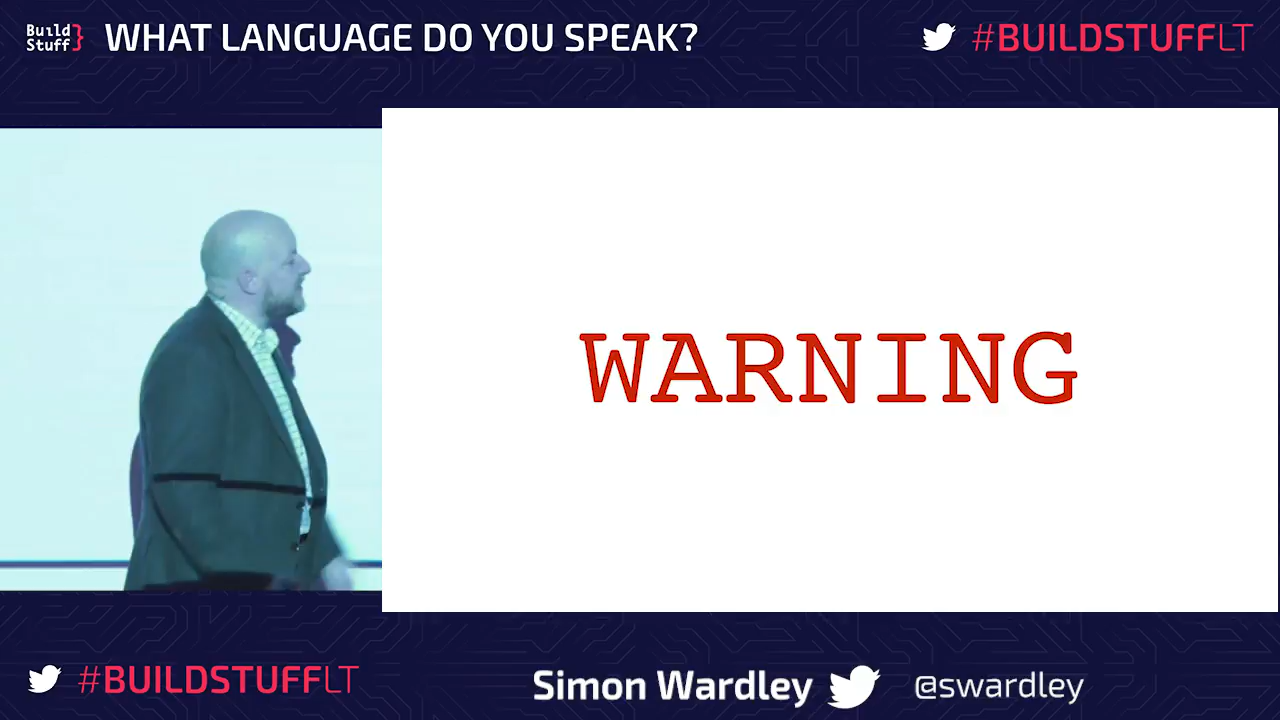 Build
Stuff}
WHAT LANGUAGE DO YOU SPEAK?
#BUILDSTUFFLT
WARNING
#BUILDSTUFFLT
Simon Wardley
@swardley